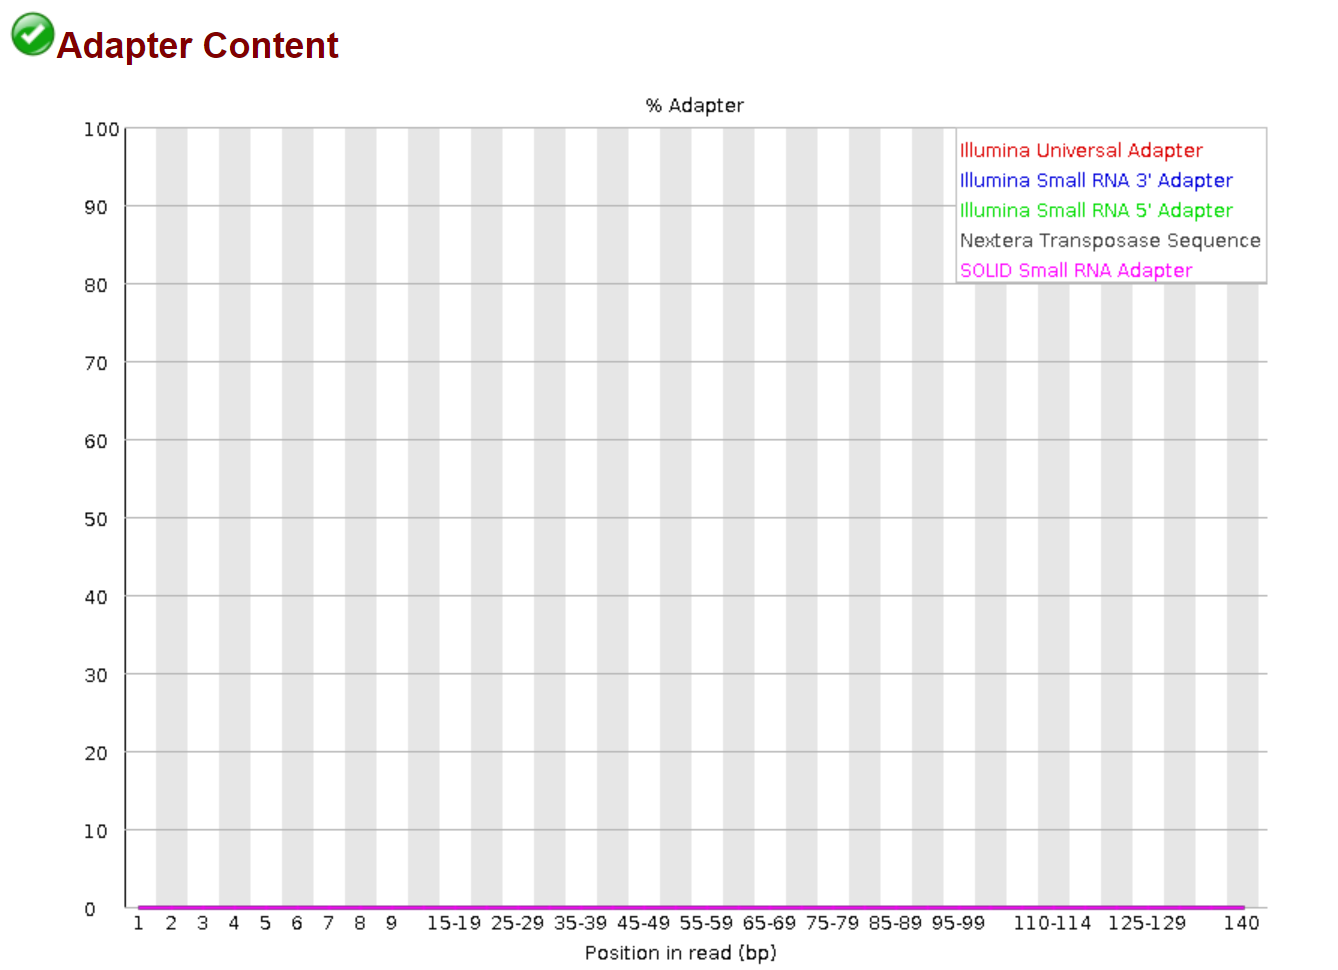 Adapter Content
% Adapter
100
90
80
70
60
50
40
30
20
10
0
Illumina Universal Adapter
Illumina Small RNA 3' Adapter
Illumina Small RNA 5' Adapter
Nextera Transposase Sequence
SOLID Small RNA Adapter
1 2 3 4 5 6 7 8 9 15-19 25-29 35-39 45-49 55-59 65-69 75-79 85-89 95-99 110-114 125-129 140
Position in read (bp)